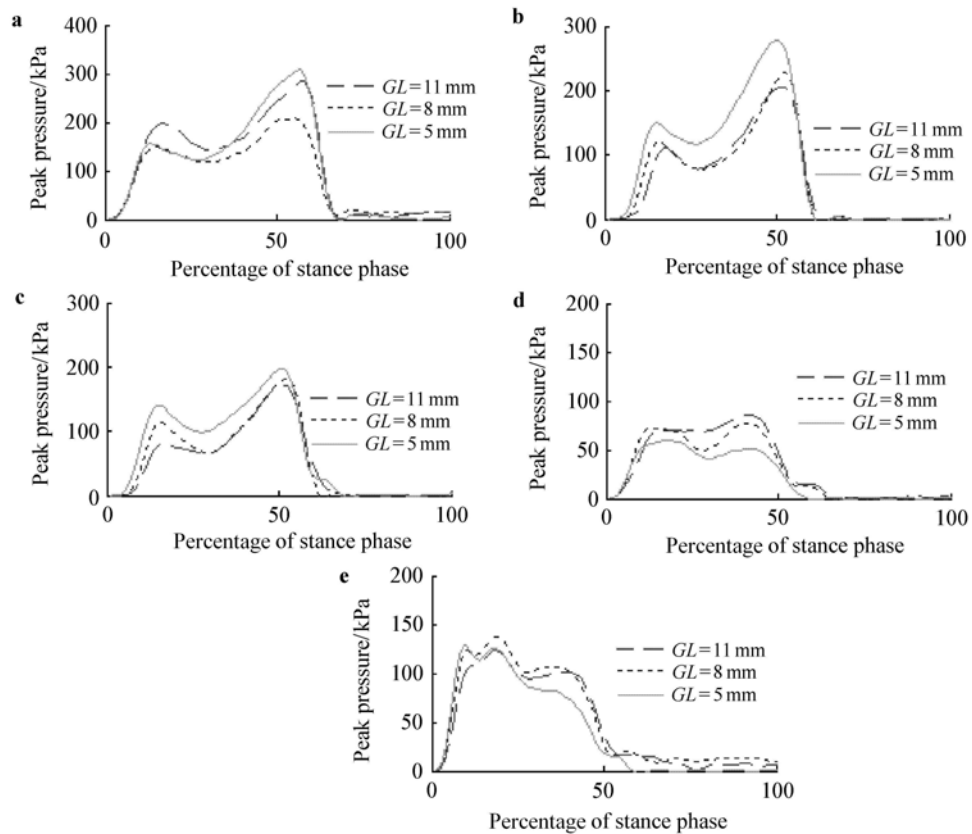 a
Peak pressure/kPa
400
300
200
100
0
0 50 100
Percentage of stance phase
GL=11 mm
GL=8 mm
GL=5 mm
b
Peak pressure/kPa
300
200
100
0
0 50 100
Percentage of stance phase
GL=11 mm
GL=8 mm
GL=5 mm
c
Peak pressure/kPa
300
200
100
0
0 50 100
Percentage of stance phase
GL=11 mm
GL=8 mm
GL=5 mm
d
Peak pressure/kPa
200
150
100
50
0
0 50 100
Percentage of stance phase
GL=11 mm
GL=8 mm
GL=5 mm
e
Peak pressure/kPa
200
150
100
50
0
0 50 100
Percentage of stance phase
GL=11 mm
GL=8 mm
GL=5 mm